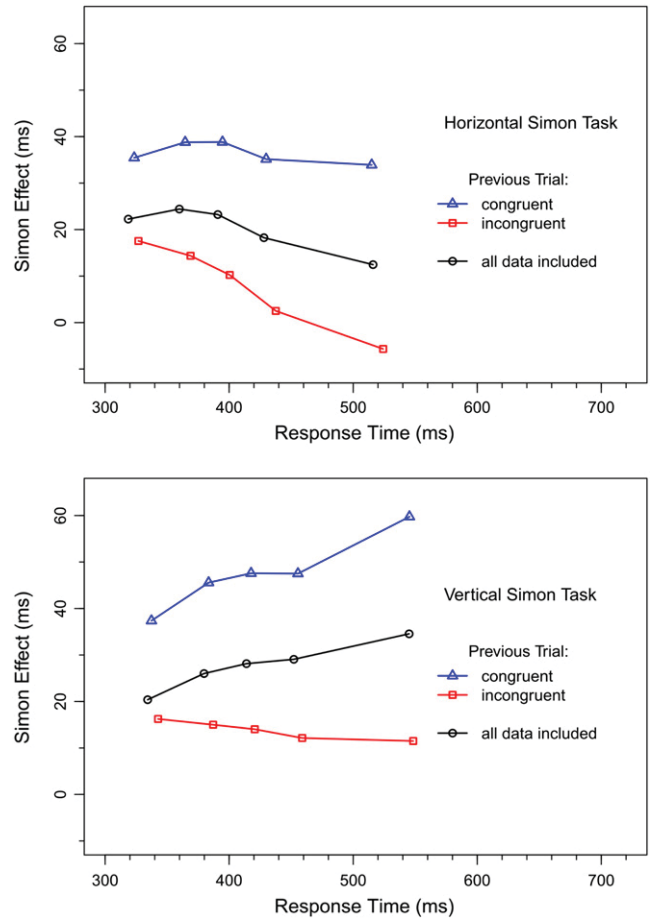 Simon Effect (ms)
60
40
20
0
Horizontal Simon Task
Previous Trial:
congruent
incongruent
all data included
300 400 500 600 700
Response Time (ms)
Simon Effect (ms)
60
40
20
0
Vertical Simon Task
Previous Trial:
congruent
incongruent
all data included
300 400 500 600 700
Response Time (ms)